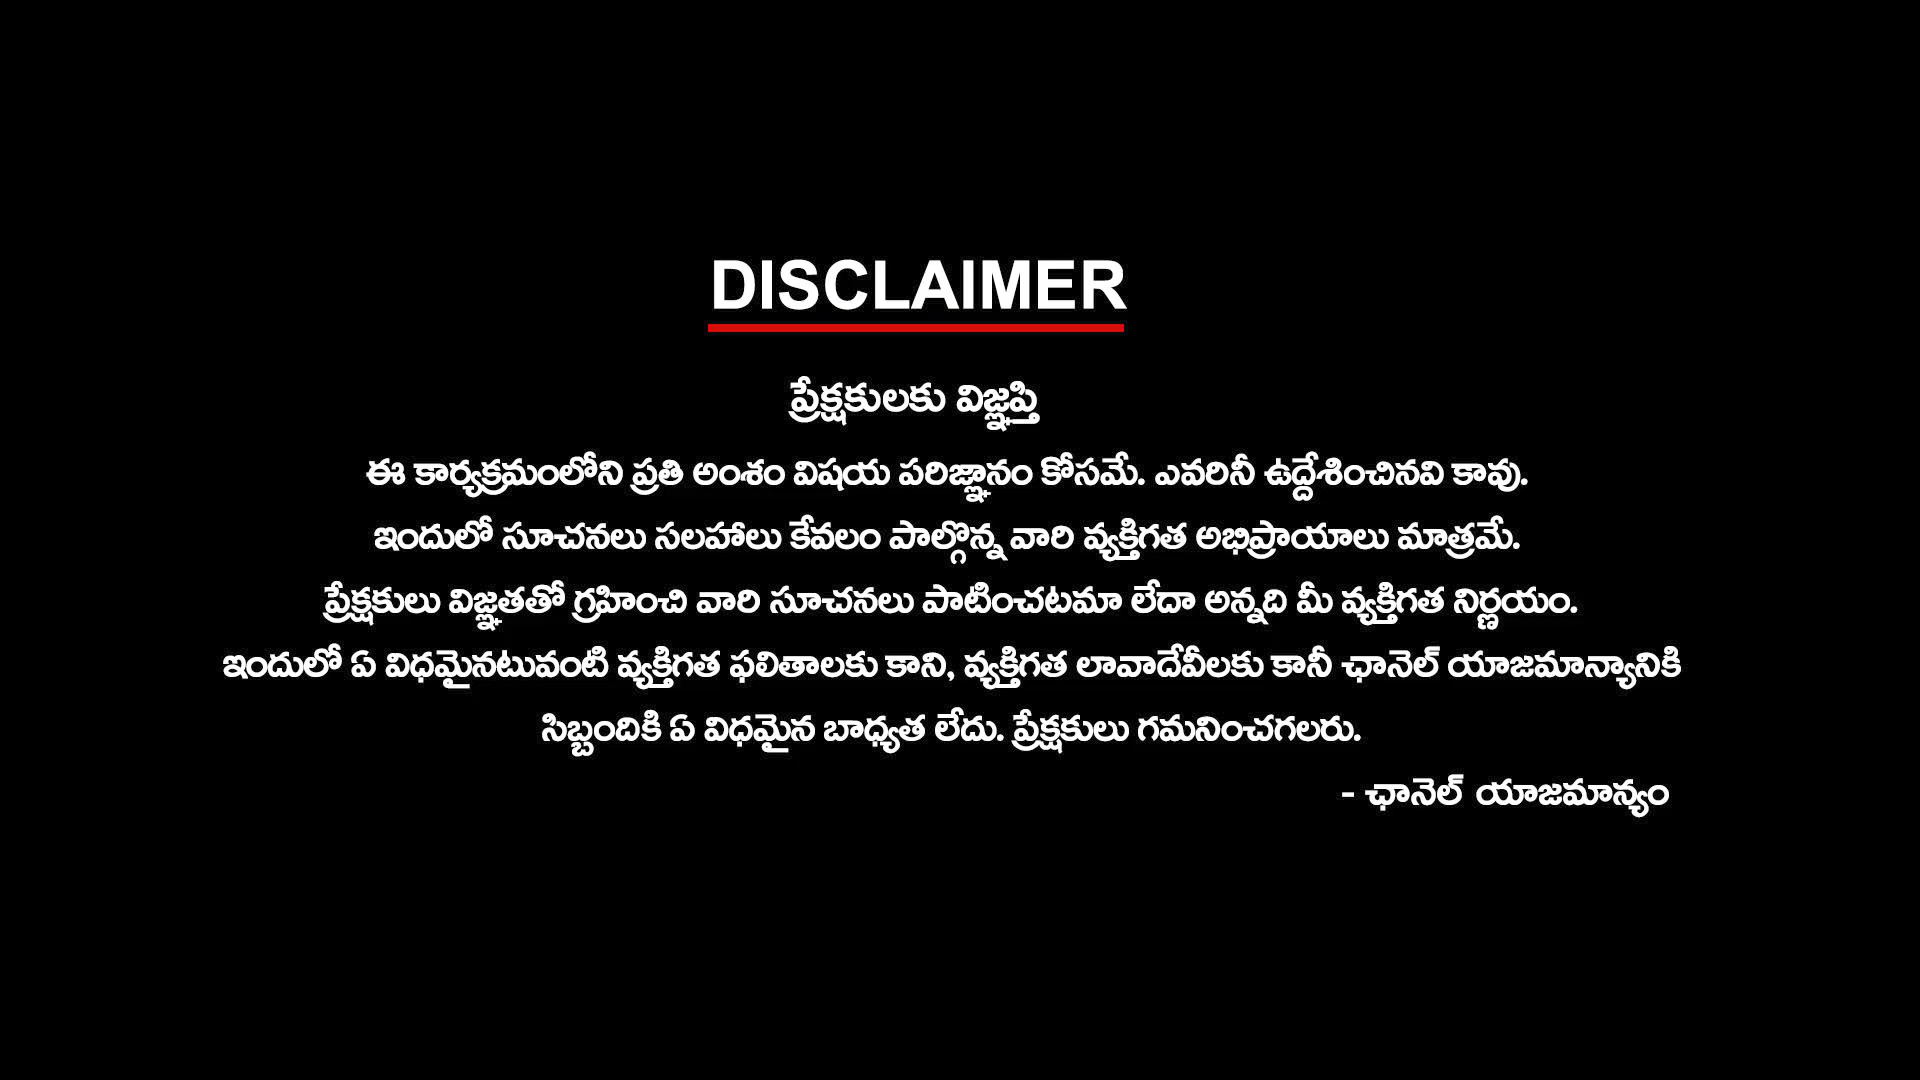 DISCLAIMER
ప్రేక్షకులకు విజ్ఞప్తి
ఈ కార్యక్రమంలోని ప్రతి అంశం విషయ పరిజ్ఞానం కోసమే. ఎవరినీ ఉద్దేశించినవి కావు.
ఇందులో సూచనలు సలహాలు కేవలం పాల్గొన్న వారి వ్యక్తిగత అభిప్రాయాలు మాత్రమే.
ప్రేక్షకులు విజ్ఞతతో గ్రహించి వారి సూచనలు పాటించటమా లేదా అన్నది మీ వ్యక్తిగత నిర్ణయం.
ఇందులో ఏ విధమైనటువంటి వ్యక్తిగత ఫలితాలకు కాని, వ్యక్తిగత లావాదేవీలకు కానీ ఛానెల్ యాజమాన్యానికి
సిబ్బందికి ఏ విధమైన బాధ్యత లేదు. ప్రేక్షకులు గమనించగలరు.
- ఛానెల్ యాజమాన్యం